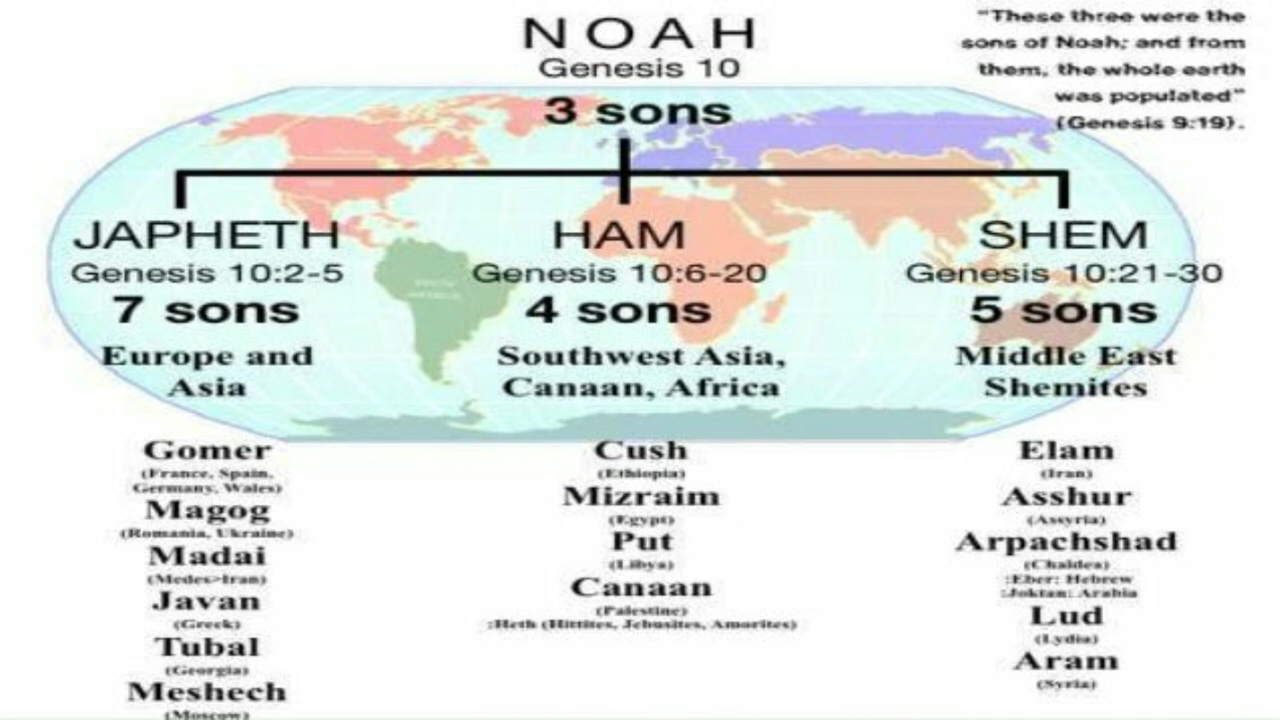 NOAH
Genesis 10
3 sons
"These three were the
sons of Noah; and from
them, the whole earth
was populated"
(Genesis 9:19).
JAPHETH
Genesis 10:2-5
7 sons
Europe and
Asia
Gomer
(France, Spain,
Germany, Wales)
Magog
(Romania, Ukraine)
Madai
(Medes>Iran)
Javan
(Greek)
Tubal
(Georgia)
Meshech
(Moscow)
HAM
Genesis 10:6-20
4 sons
Southwest Asia,
Canaan, Africa
Cush
(Ethiopia)
Mizraim
(Egypt)
Put
(Libya)
Canaan
(Palestine)
:Heth (Hittites, Jebusites, Amorites)
SHEM
Genesis 10:21-30
5 sons
Middle East
Shemites
Elam
(Iran)
Asshur
(Assyria)
Arpachshad
(Chaldea)
:Eber: Hebrew
:Joktan: Arabia
Lud
(Lydia)
Aram
(Syria)